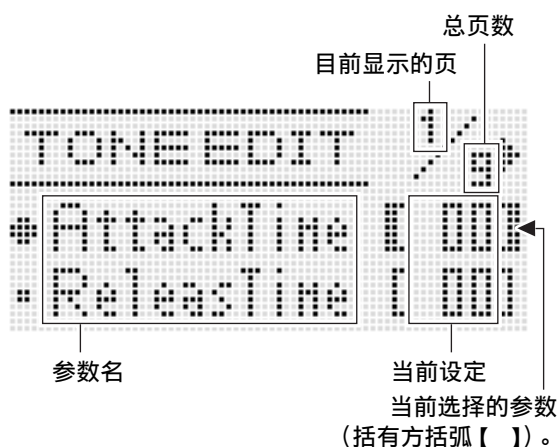 总页数
目前显示的页
TONE EDIT 1/9
AttackTime【 00】
ReleasTime [ 00]
参数名
当前设定
当前选择的参数
（括有方括弧【 】）。